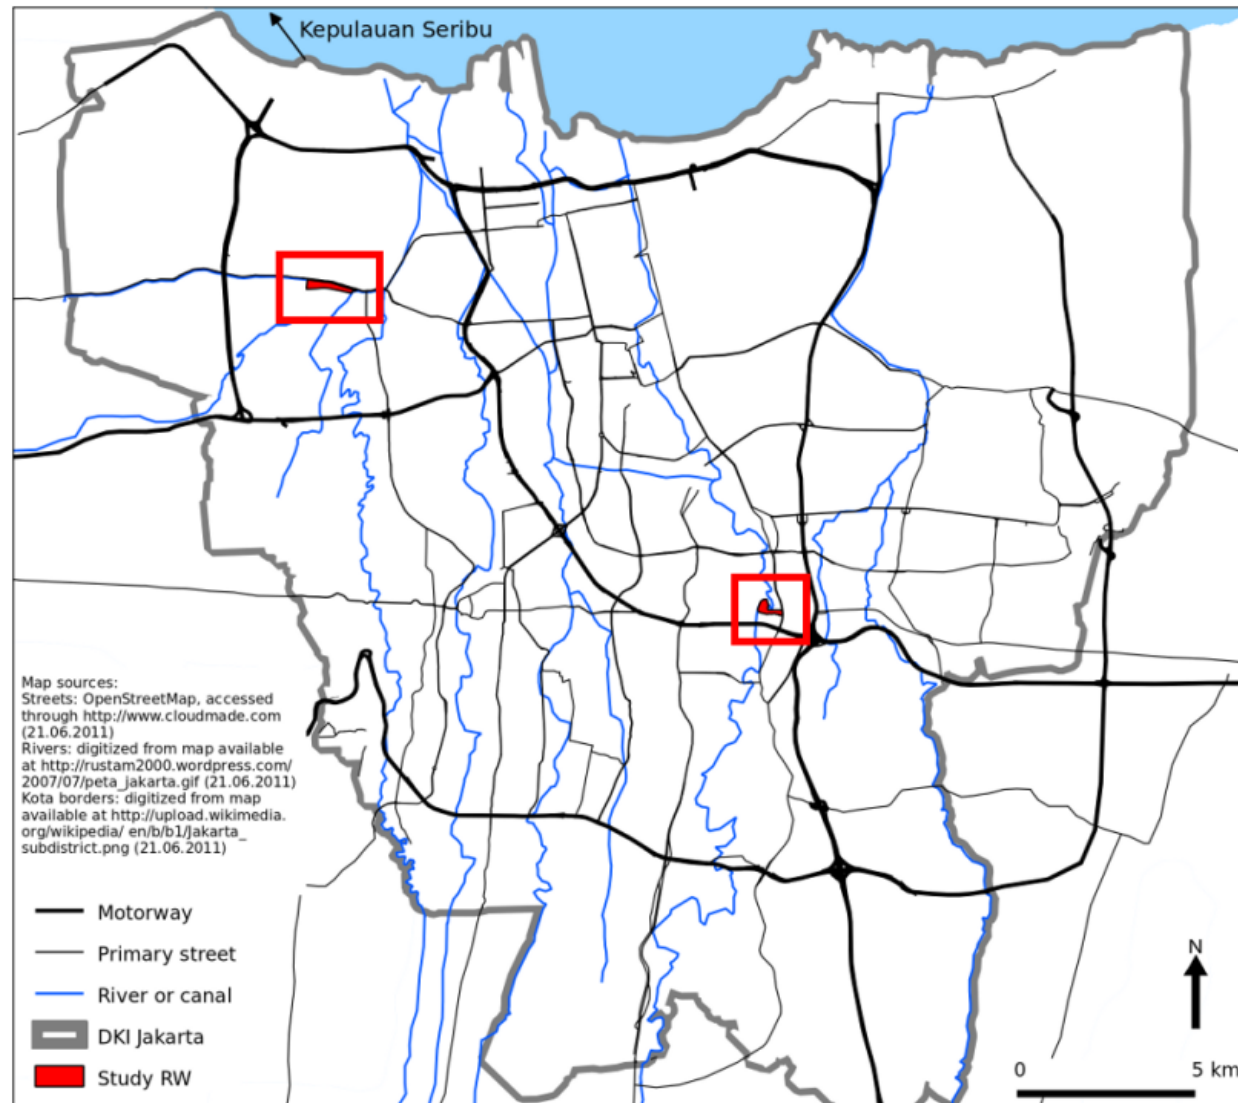 Kepulauan Seribu
Map sources:
Streets: OpenStreetMap, accessed
through http://www.cloudmade.com
(21.06.2011)
Rivers: digitized from map available
at http://rustam2000.wordpress.com/
2007/07/peta_jakarta.gif (21.06.2011)
Kota borders: digitized from map
available at http://upload.wikimedia.
org/wikipedia/ en/b/b1/Jakarta_
subdistrict.png (21.06.2011)
Motorway
Primary street
River or canal
DKI Jakarta
Study RW
N
0 5 km